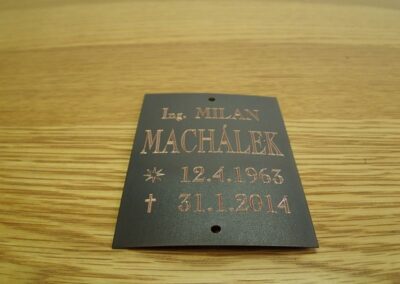 Ing. MILAN
MACHÁLEK
* 12.4.1963
† 31.1.2014